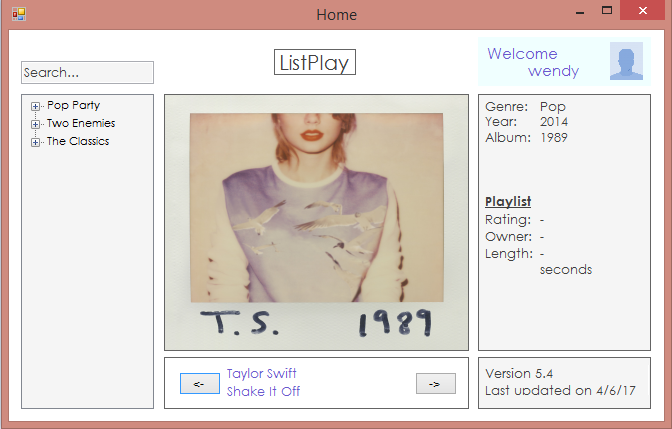 Home
ListPlay
Welcome
wendy
Search...
Pop Party
Two Enemies
The Classics
T.S. 1989
Genre: Pop
Year: 2014
Album: 1989
Playlist
Rating: -
Owner: -
Length: -
seconds
<-
Taylor Swift
Shake It Off
->
Version 5.4
Last updated on 4/6/17